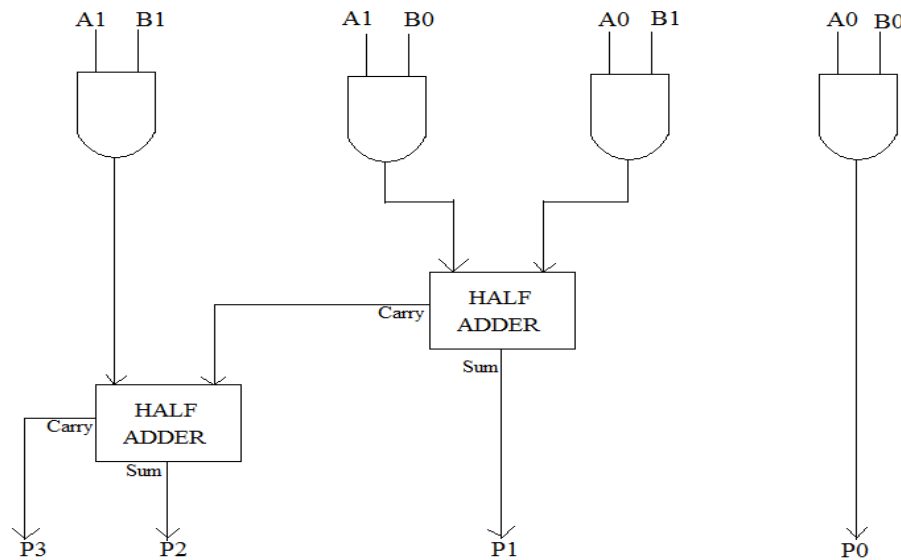 A1 B1 A1 B0 A0 B1 A0 B0
HALF
ADDER
Carry
Sum
HALF
ADDER
Carry
Sum
P3 P2 P1 P0